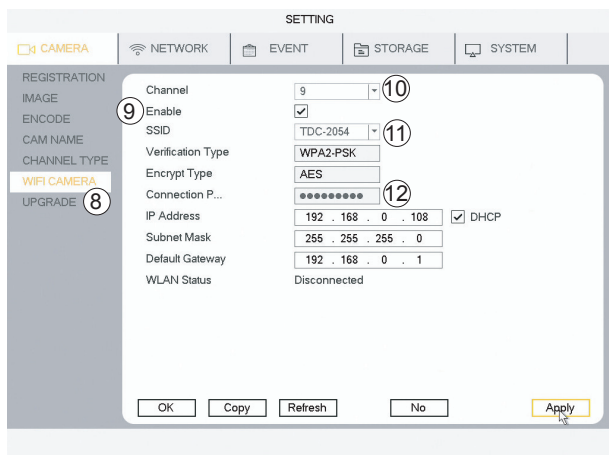 SETTING
CAMERA NETWORK EVENT STORAGE SYSTEM
REGISTRATION
IMAGE
ENCODE
CAM NAME
CHANNEL TYPE
WIFI CAMERA
UPGRADE 8
Channel 9 10
9 Enable
SSID TDC-2054 11
Verification Type WPA2-PSK
Encrypt Type AES
Connection P... ●●●●●●●●● 12
IP Address 192 . 168 . 0 . 108 DHCP
Subnet Mask 255 . 255 . 255 . 0
Default Gateway 192 . 168 . 0 . 1
WLAN Status Disconnected
OK Copy Refresh No Apply